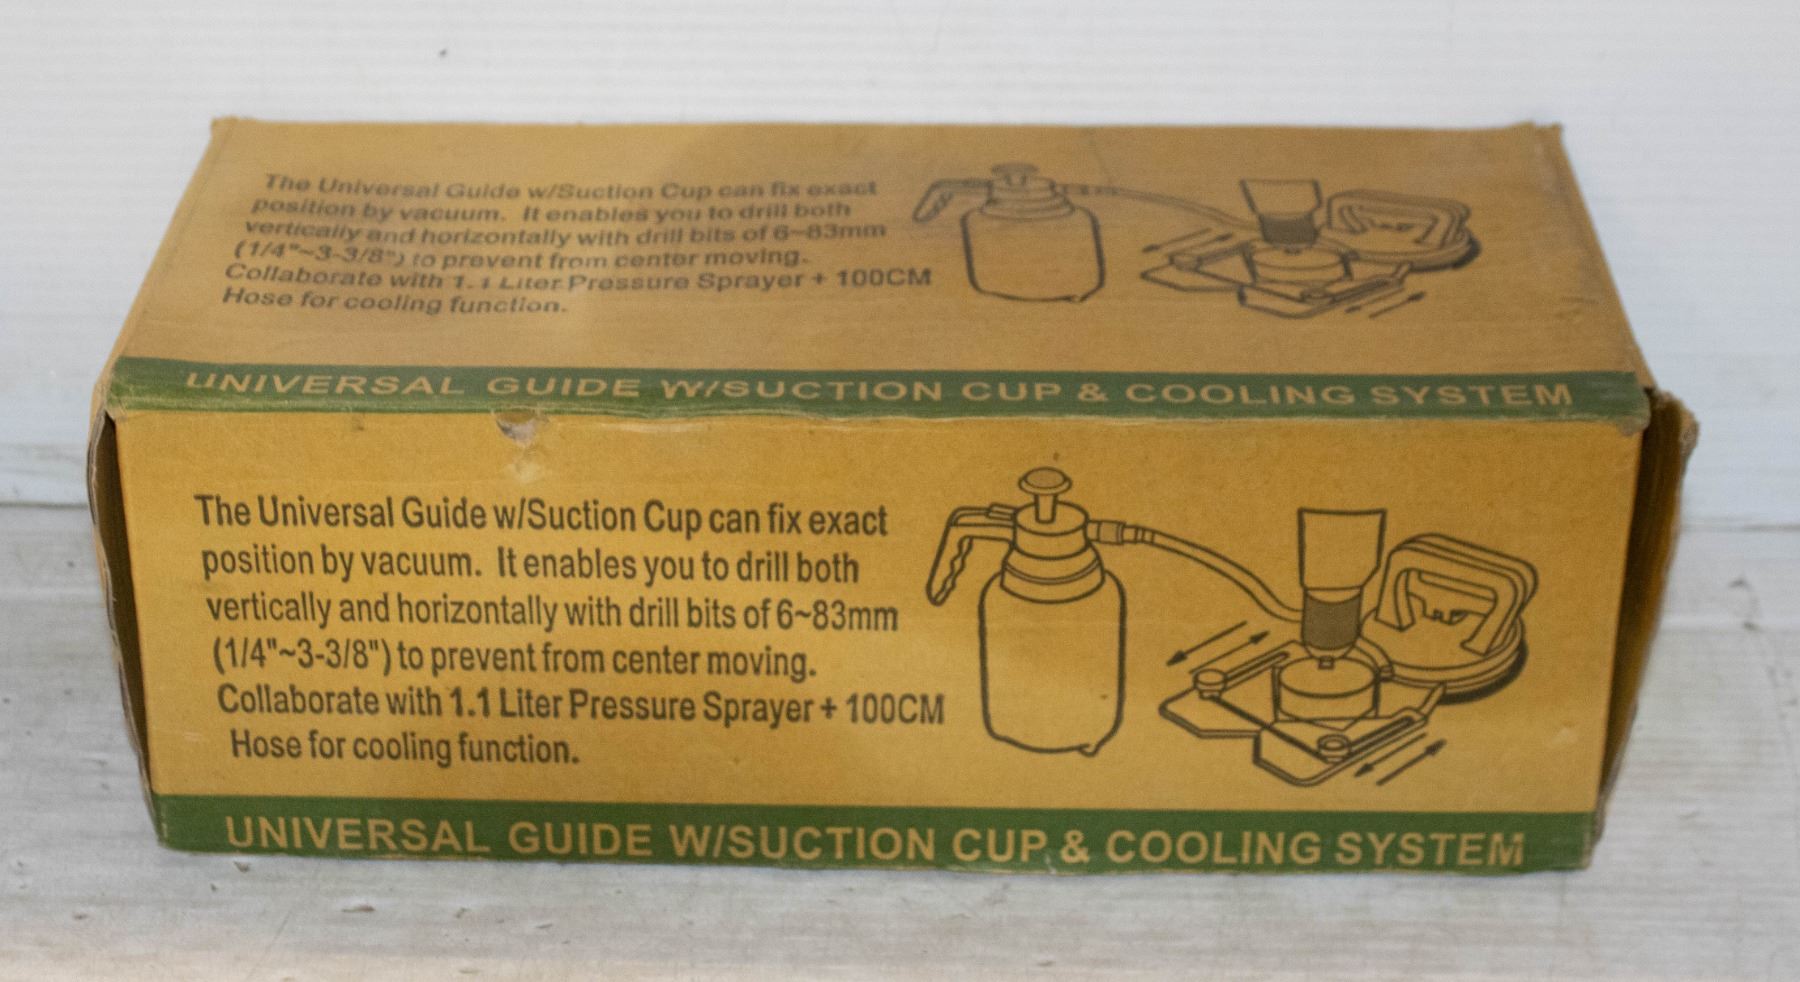 The Universal Guide w/Suction Cup can fix exact
position by vacuum. It enables you to drill both
vertically and horizontally with drill bits of 6~83mm
(1/4"~3-3/8") to prevent from center moving.
Collaborate with 1.1 Liter Pressure Sprayer + 100CM
Hose for cooling function.
UNIVERSAL GUIDE W/SUCTION CUP & COOLING SYSTEM
The Universal Guide w/Suction Cup can fix exact
position by vacuum. It enables you to drill both
vertically and horizontally with drill bits of 6~83mm
(1/4"~3-3/8") to prevent from center moving.
Collaborate with 1.1 Liter Pressure Sprayer + 100CM
Hose for cooling function.
UNIVERSAL GUIDE W/SUCTION CUP & COOLING SYSTEM